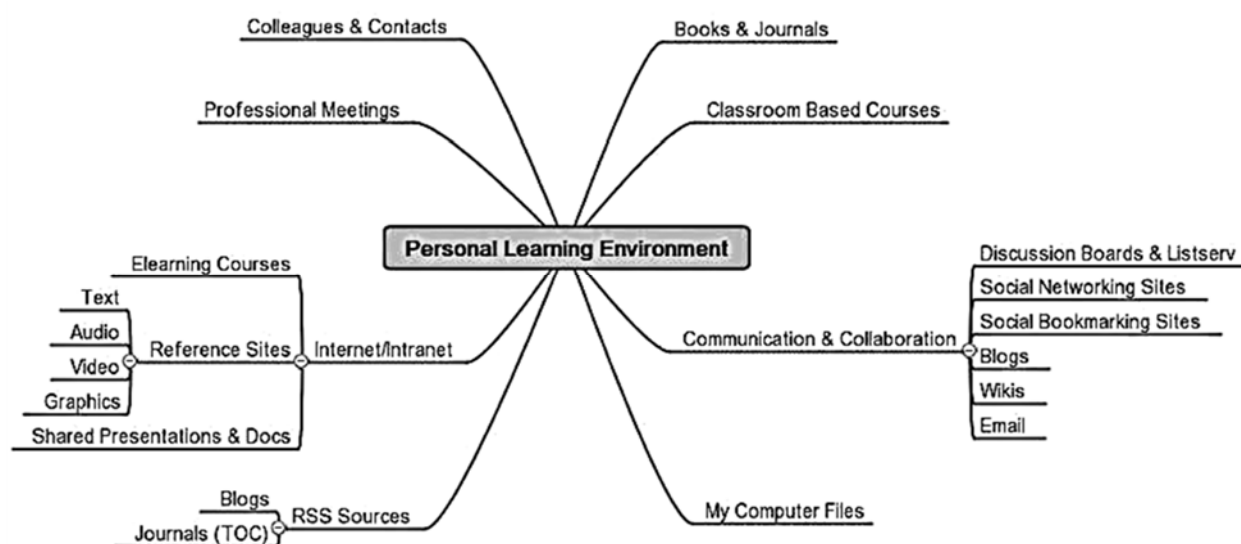 Colleagues & Contacts
Books & Journals
Professional Meetings
Classroom Based Courses
Personal Learning Environment
Elearning Courses
Text
Audio
Video
Graphics
Reference Sites
Internet/Intranet
Shared Presentations & Docs
Communication & Collaboration
Discussion Boards & Listserv
Social Networking Sites
Social Bookmarking Sites
Blogs
Wikis
Email
Blogs
Journals (TOC)
RSS Sources
My Computer Files